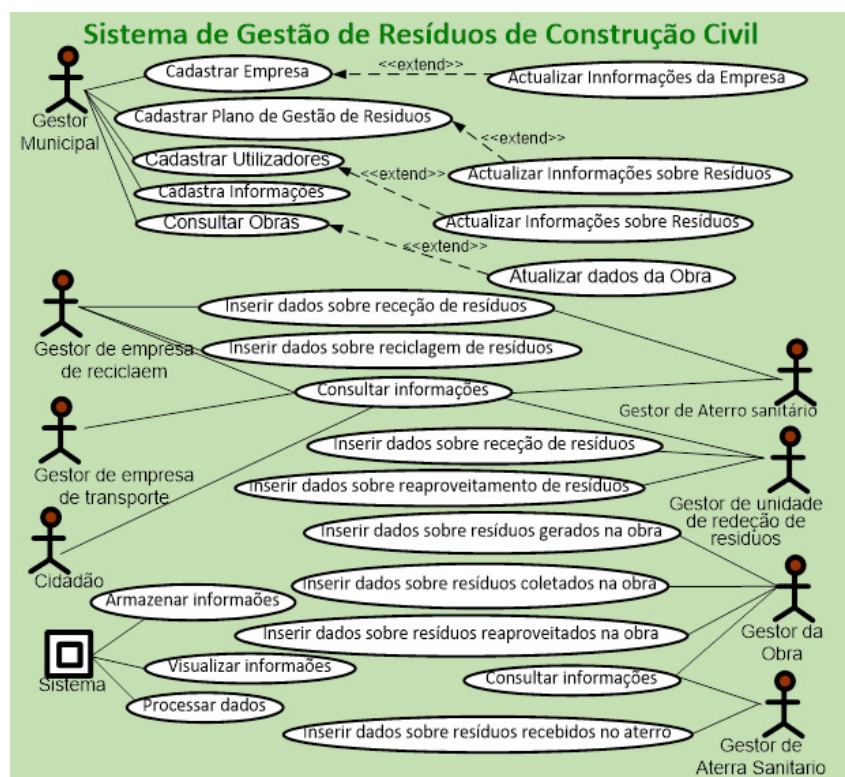 Sistema de Gestão de Resíduos de Construção Civil
Cadastrar Empresa
<<extend>>
Actualizar Innformações da Empresa
Gestor
Municipal
Cadastrar Plano de Gestão de Residuos
<<extend>>
Cadastrar Utilizadores
<<extend>>
Actualizar Innformações sobre Resíduos
Cadastra Informações
Consultar Obras
Actualizar Informações sobre Resíduos
<<extend>>
Atualizar dados da Obra
Inserir dados sobre receção de resíduos
Gestor de empresa
de reciclaem
Inserir dados sobre reciclagem de resíduos
Consultar informações
Gestor de Aterro sanitário
Gestor de empresa
de transporte
Inserir dados sobre receção de resíduos
Inserir dados sobre reaproveitamento de resíduos
Gestor de unidade
de redeção de
residuos
Inserir dados sobre resíduos gerados na obra
Cidadão
Inserir dados sobre resíduos coletados na obra
Armazenar informaões
Inserir dados sobre resíduos reaproveitados na obra
Gestor da
Obra
Sistema
Visualizar informaões
Consultar informações
Processar dados
Inserir dados sobre resíduos recebidos no aterro
Gestor de
Aterra Sanitario